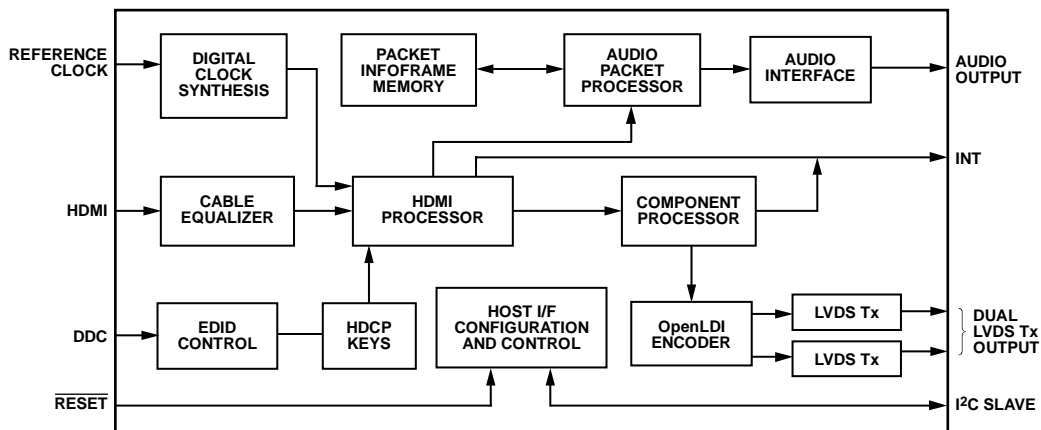 REFERENCE
CLOCK
DIGITAL
CLOCK
SYNTHESIS
PACKET
INFOFRAME
MEMORY
AUDIO
PACKET
PROCESSOR
AUDIO
INTERFACE
AUDIO
OUTPUT
INT
HDMI
CABLE
EQUALIZER
HDMI
PROCESSOR
COMPONENT
PROCESSOR
DDC
EDID
CONTROL
HDCP
KEYS
HOST I/F
CONFIGURATION
AND CONTROL
OpenLDI
ENCODER
LVDS Tx
LVDS Tx
DUAL
LVDS Tx
OUTPUT
RESET
I²C SLAVE